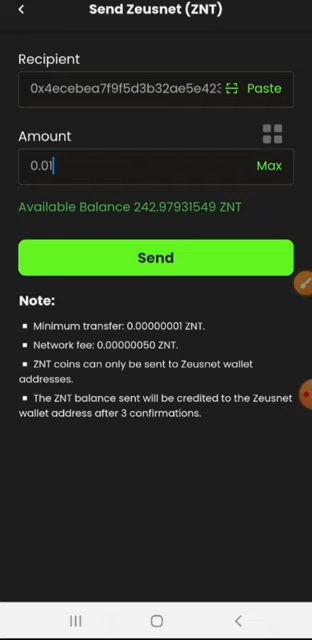 Send Zeusnet (ZNT)
Recipient
0x4ecebea7f9f5d3b32ae5e423 Paste
Amount
0.01 Max
Available Balance 242.97931549 ZNT
Send
Note:
▪ Minimum transfer: 0.00000001 ZNT.
▪ Network fee: 0.00000050 ZNT.
▪ ZNT coins can only be sent to Zeusnet wallet
addresses.
▪ The ZNT balance sent will be credited to the Zeusnet
wallet address after 3 confirmations.